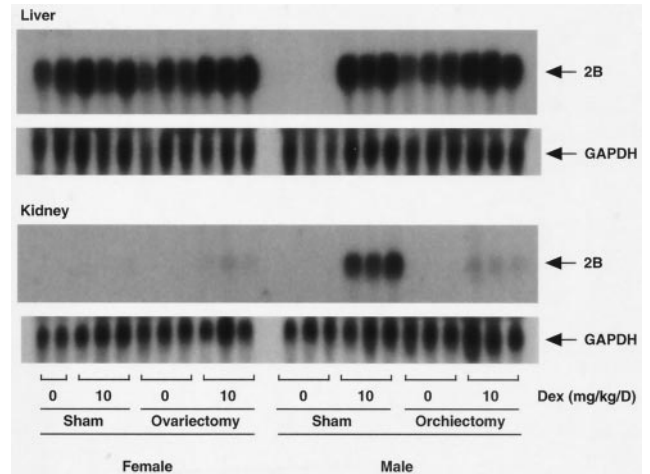 Liver
2B
GAPDH
Kidney
2B
GAPDH
0 10 0 10 0 10 0 10 Dex (mg/kg/D)
Sham Ovariectomy Sham Orchiectomy
Female Male